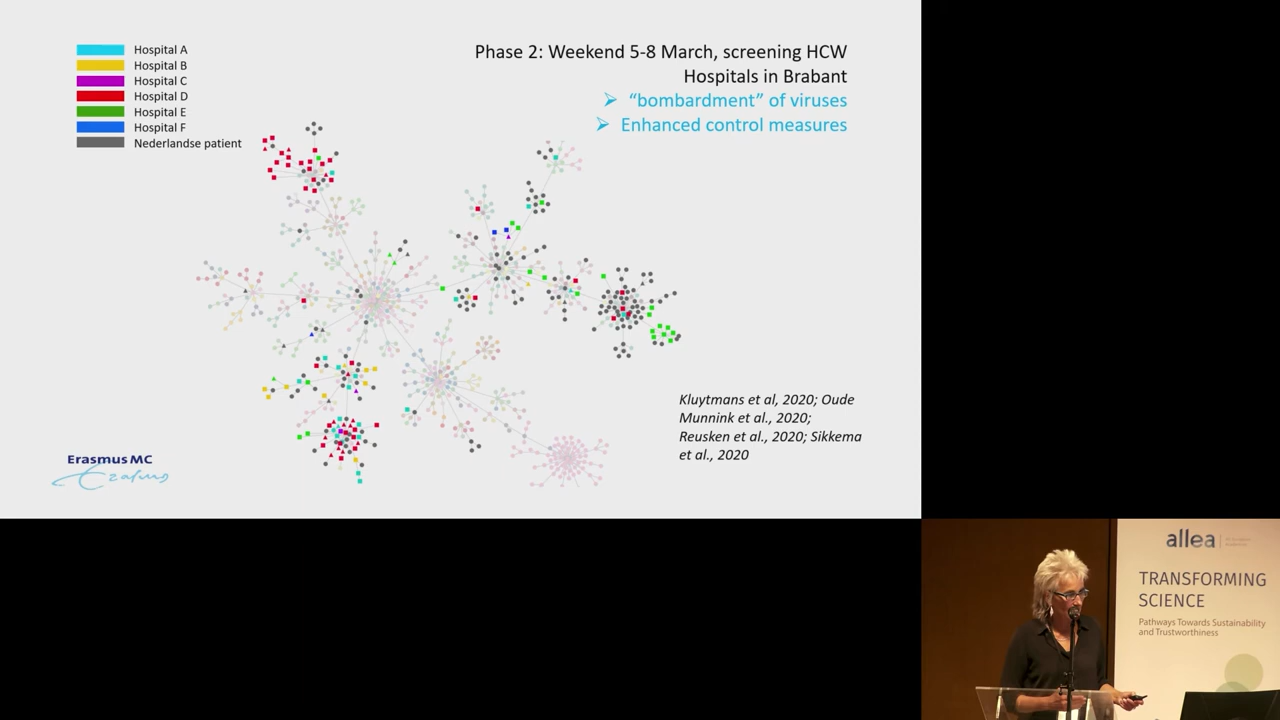 Hospital A
Hospital B
Hospital C
Hospital D
Hospital E
Hospital F
Nederlandse patient
Phase 2: Weekend 5-8 March, screening HCW
Hospitals in Brabant
➢ “bombardment” of viruses
➢ Enhanced control measures
Kluytmans et al, 2020; Oude
Munnink et al., 2020;
Reusken et al., 2020; Sikkema
et al., 2020
Erasmus MC
Erasmus
allea
TRANSFORMING
SCIENCE
Pathways Towards Sustainability
and Trustworthiness